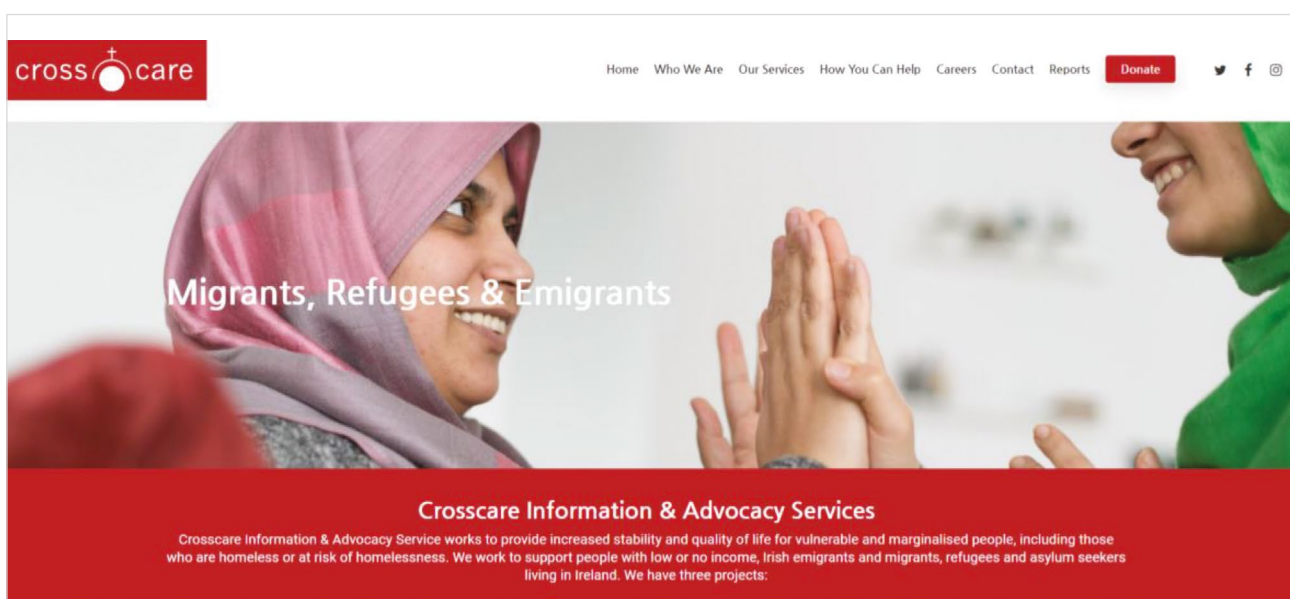 cross care
Home Who We Are Our Services How You Can Help Careers Contact Reports Donate
Migrants, Refugees & Emigrants
Crosscare Information & Advocacy Services
Crosscare Information & Advocacy Service works to provide increased stability and quality of life for vulnerable and marginalised people, including those
who are homeless or at risk of homelessness. We work to support people with low or no income, Irish emigrants and migrants, refugees and asylum seekers
living in Ireland. We have three projects: